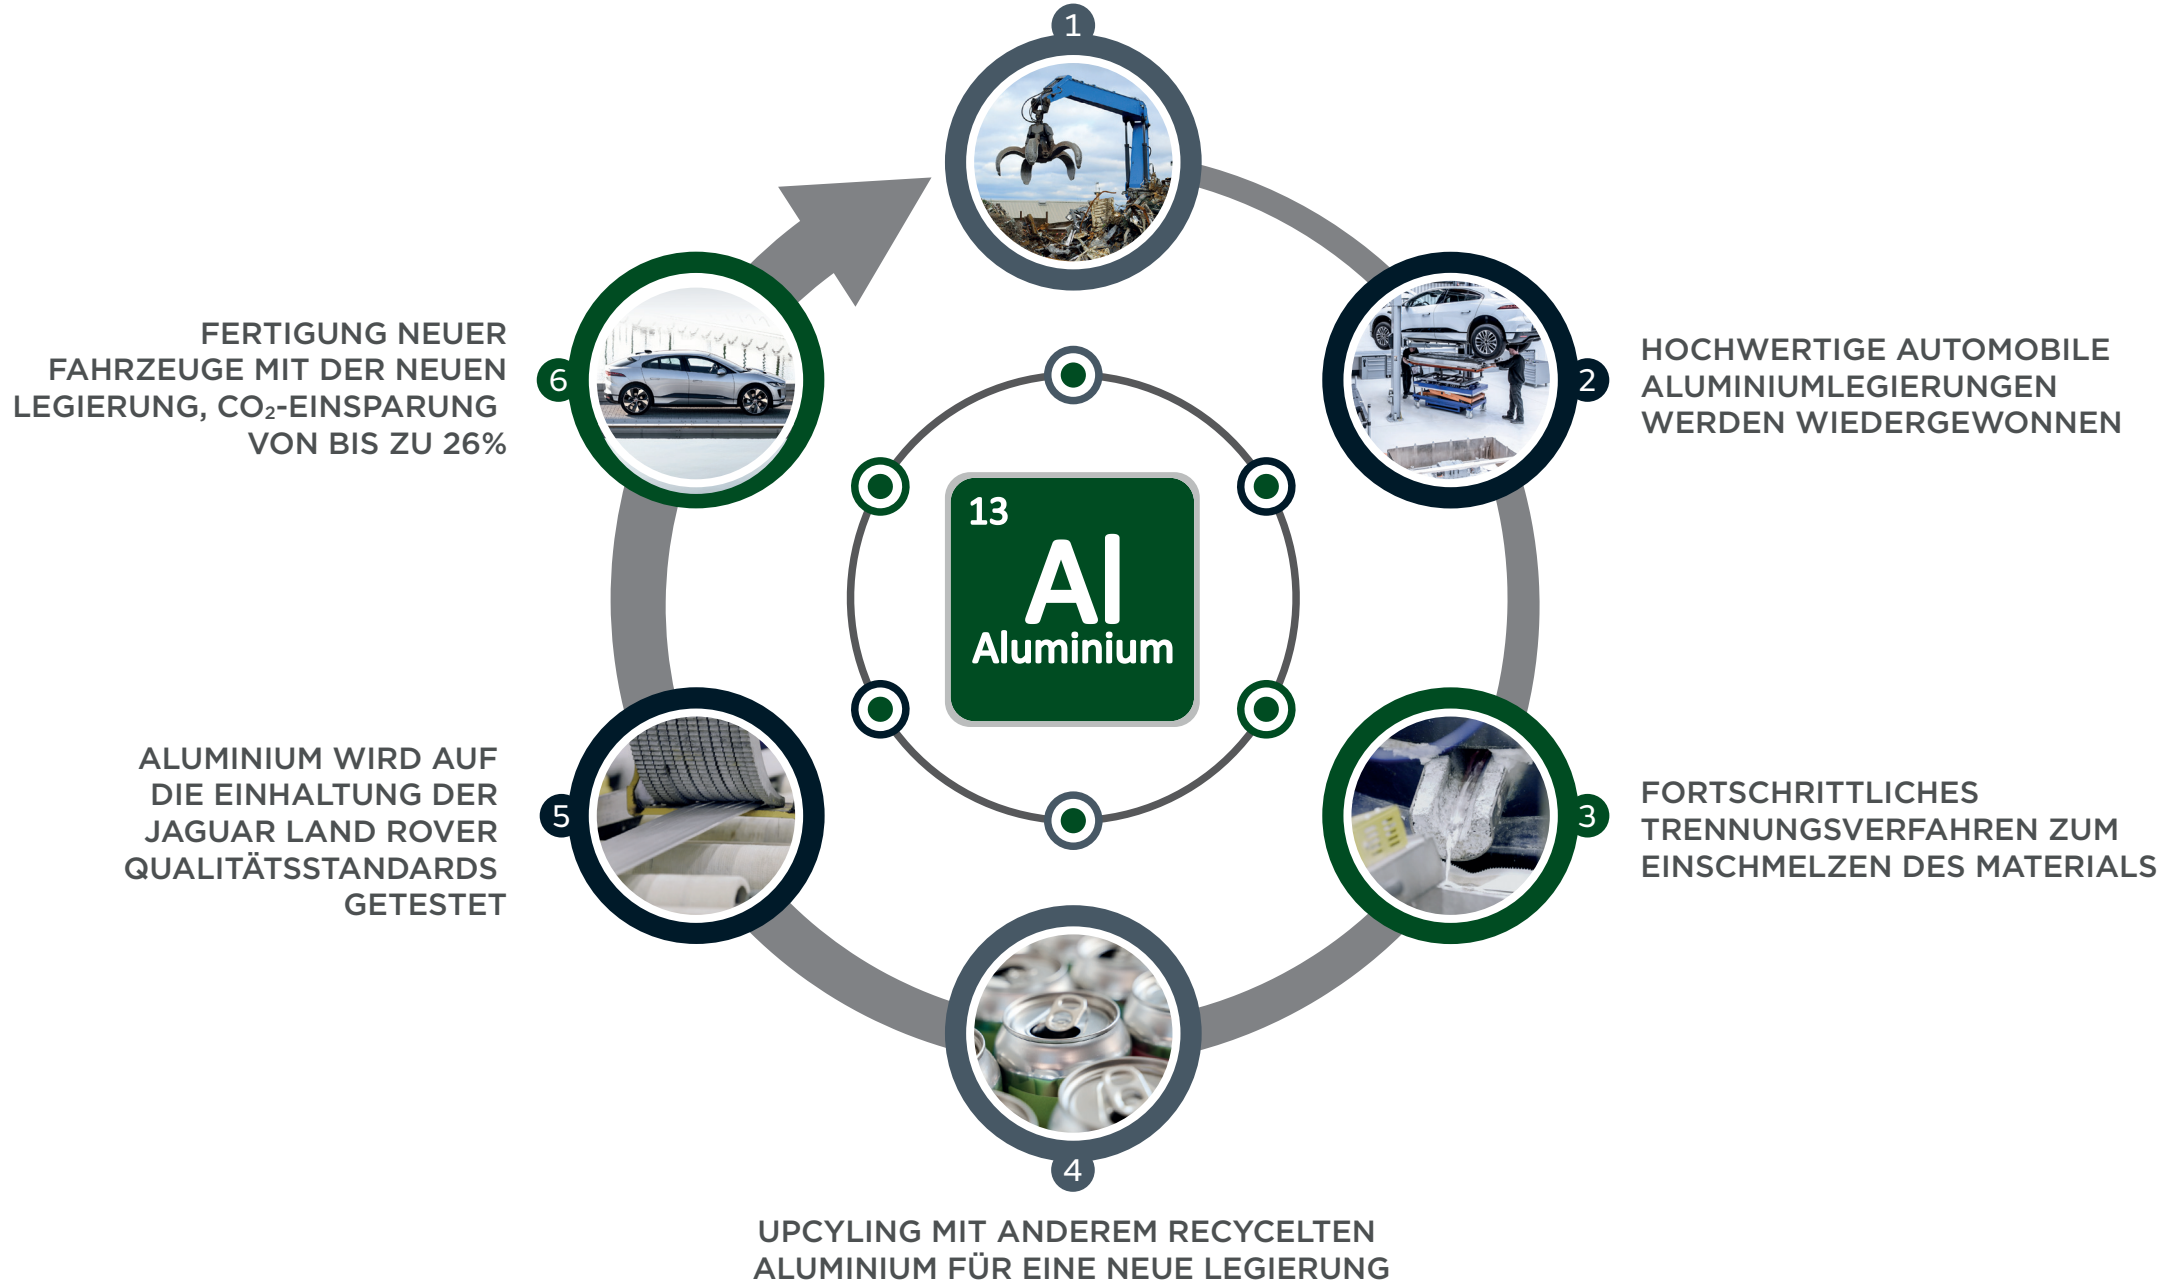 1
2
HOCHWERTIGE AUTOMOBILE
ALUMINIUMLEGIERUNGEN
WERDEN WIEDERGEWONNEN
3
FORTSCHRITTLICHES
TRENNUNGSVERFAHREN ZUM
EINSCHMELZEN DES MATERIALS
4
UPCYLING MIT ANDEREM RECYCELTEN
ALUMINIUM FÜR EINE NEUE LEGIERUNG
5
ALUMINIUM WIRD AUF
DIE EINHALTUNG DER
JAGUAR LAND ROVER
QUALITÄTSSTANDARDS
GETESTET
6
FERTIGUNG NEUER
FAHRZEUGE MIT DER NEUEN
LEGIERUNG, CO₂-EINSPARUNG
VON BIS ZU 26%
13
Al
Aluminium